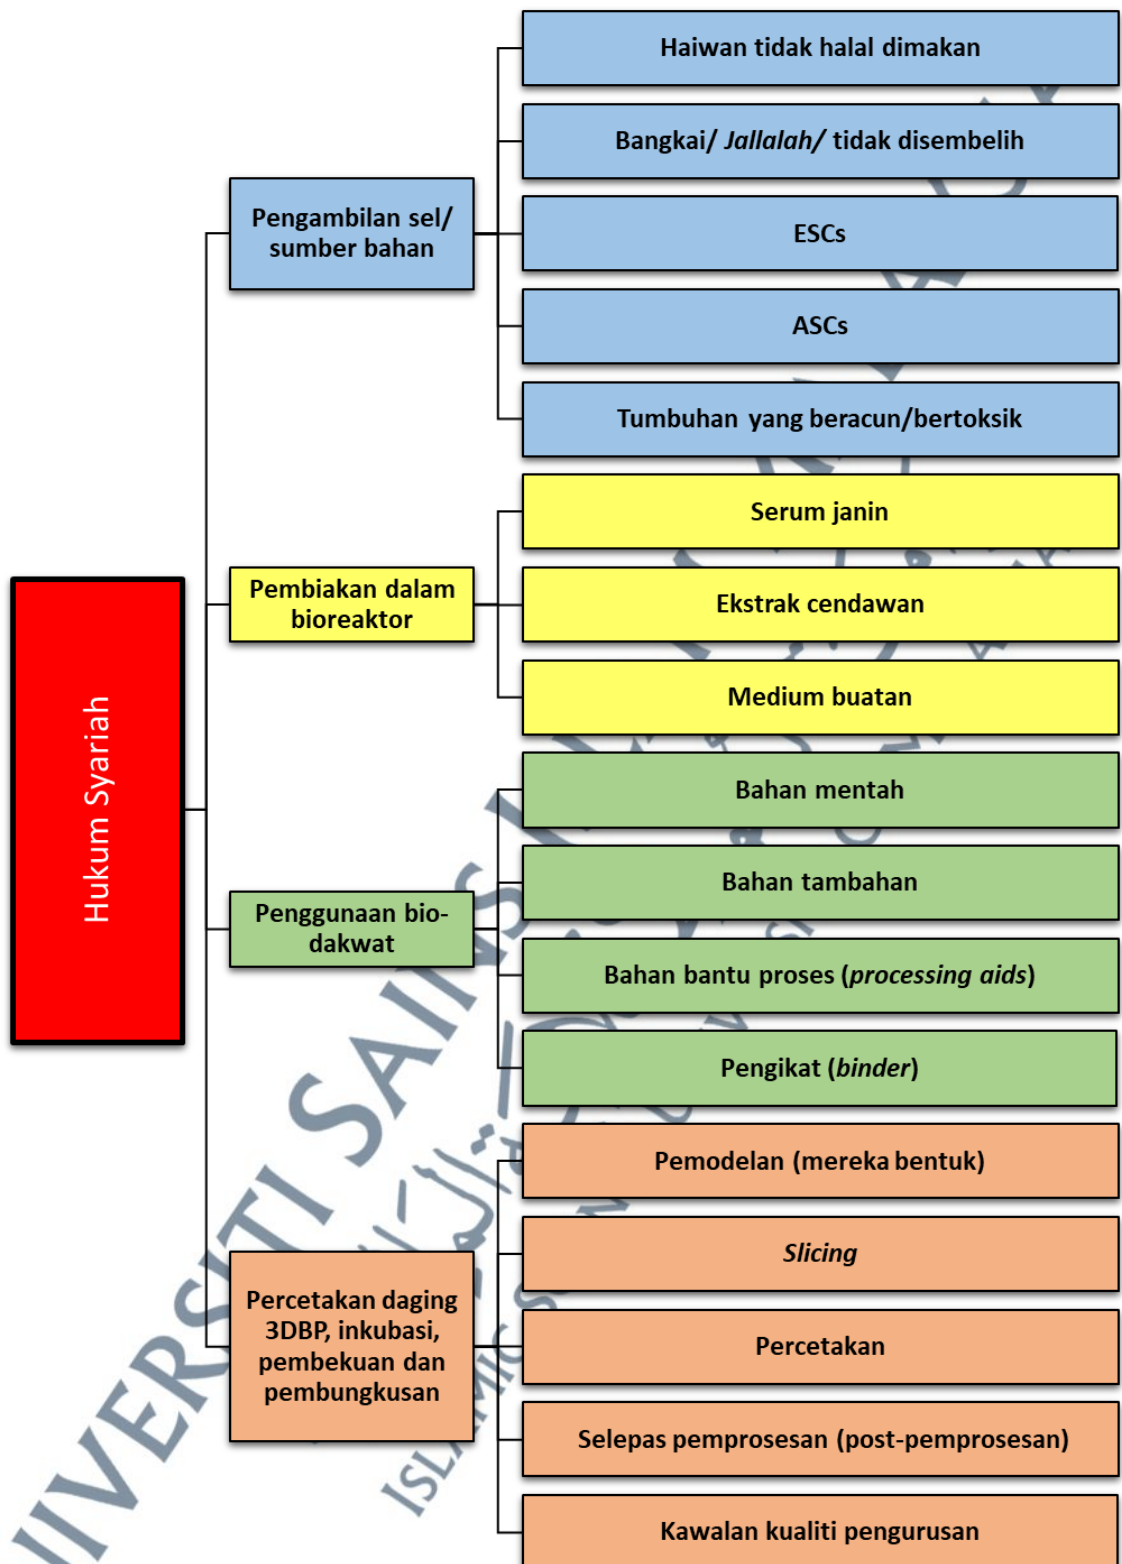 Hukum Syariah
Pengambilan sel/
sumber bahan
Haiwan tidak halal dimakan
Bangkai/ Jallalah/ tidak disembelih
ESCs
ASCs
Tumbuhan yang beracun/bertoksik
Pembiakan dalam
bioreaktor
Serum janin
Ekstrak cendawan
Medium buatan
Penggunaan bio-
dakwat
Bahan mentah
Bahan tambahan
Bahan bantu proses (processing aids)
Pengikat (binder)
Percetakan daging
3DBP, inkubasi,
pembekuan dan
pembungkusan
Pemodelan (mereka bentuk)
Slicing
Percetakan
Selepas pemprosesan (post-pemprosesan)
Kawalan kualiti pengurusan
SAINS
ISLAMIC